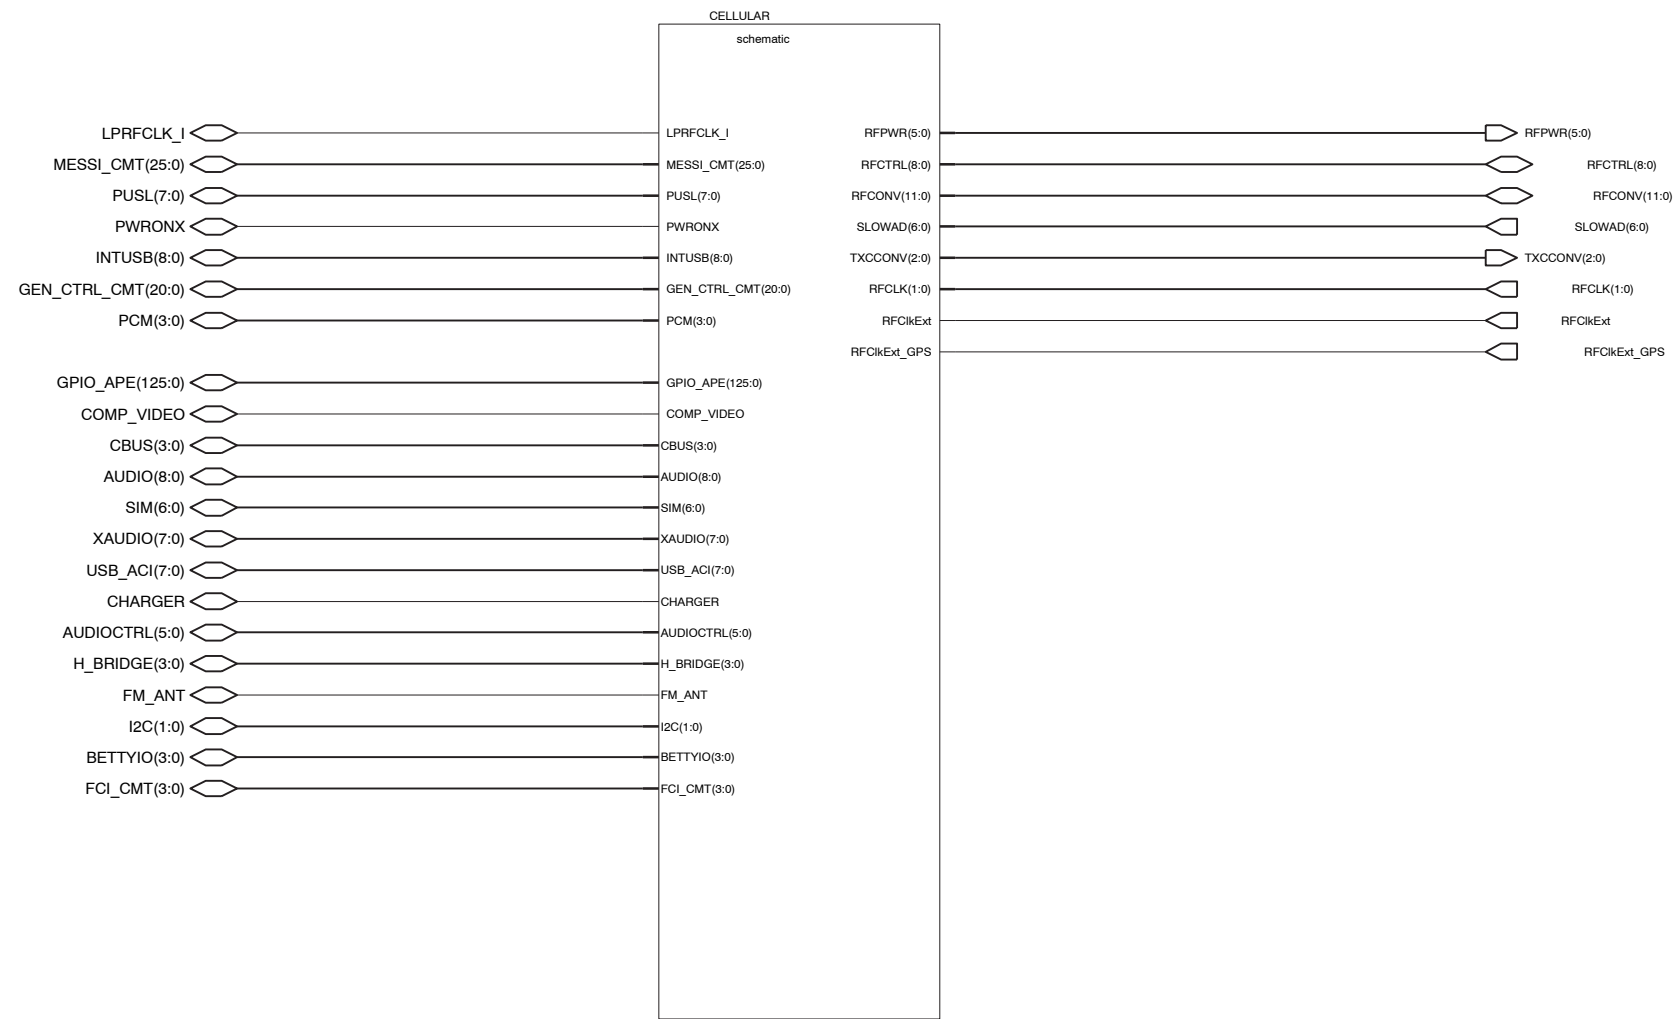 CELLULAR
schematic
LPRFCLK_I LPRFCLK_I RFPWR(5:0) RFPWR(5:0)
MESSI_CMT(25:0) MESSI_CMT(25:0) RFCTRL(8:0) RFCTRL(8:0)
PUSL(7:0) PUSL(7:0) RFCONV(11:0) RFCONV(11:0)
PWRONX PWRONX SLOWAD(6:0) SLOWAD(6:0)
INTUSB(8:0) INTUSB(8:0) TXCCONV(2:0) TXCCONV(2:0)
GEN_CTRL_CMT(20:0) GEN_CTRL_CMT(20:0) RFCLK(1:0) RFCLK(1:0)
PCM(3:0) PCM(3:0) RFClkExt RFClkExt
RFClkExt_GPS RFClkExt_GPS
GPIO_APE(125:0) GPIO_APE(125:0)
COMP_VIDEO COMP_VIDEO
CBUS(3:0) CBUS(3:0)
AUDIO(8:0) AUDIO(8:0)
SIM(6:0) SIM(6:0)
XAUDIO(7:0) XAUDIO(7:0)
USB_ACI(7:0) USB_ACI(7:0)
CHARGER CHARGER
AUDIOCTRL(5:0) AUDIOCTRL(5:0)
H_BRIDGE(3:0) H_BRIDGE(3:0)
FM_ANT FM_ANT
I2C(1:0) I2C(1:0)
BETTYIO(3:0) BETTYIO(3:0)
FCI_CMT(3:0) FCI_CMT(3:0)